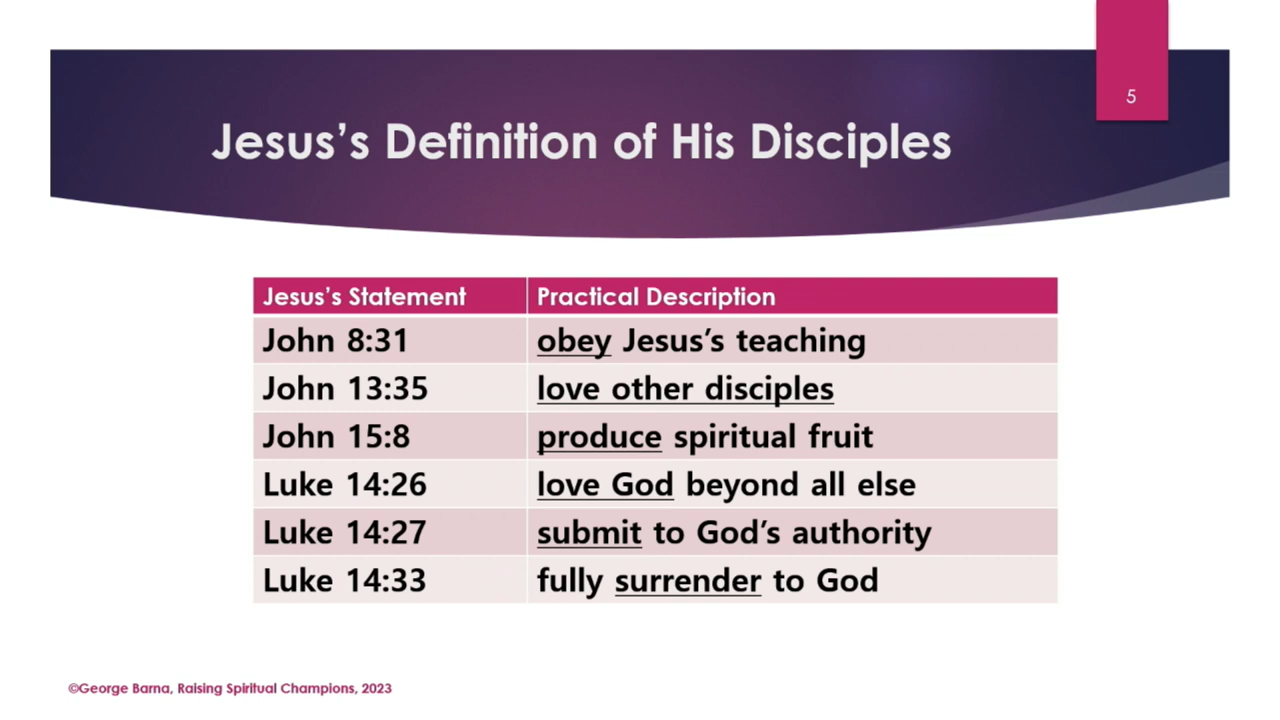 5
Jesus’s Definition of His Disciples
Jesus’s Statement Practical Description
John 8:31 obey Jesus’s teaching
John 13:35 love other disciples
John 15:8 produce spiritual fruit
Luke 14:26 love God beyond all else
Luke 14:27 submit to God’s authority
Luke 14:33 fully surrender to God
©George Barna, Raising Spiritual Champions, 2023